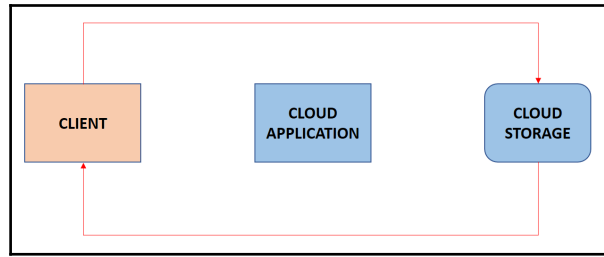 CLIENT
CLOUD
APPLICATION
CLOUD
STORAGE